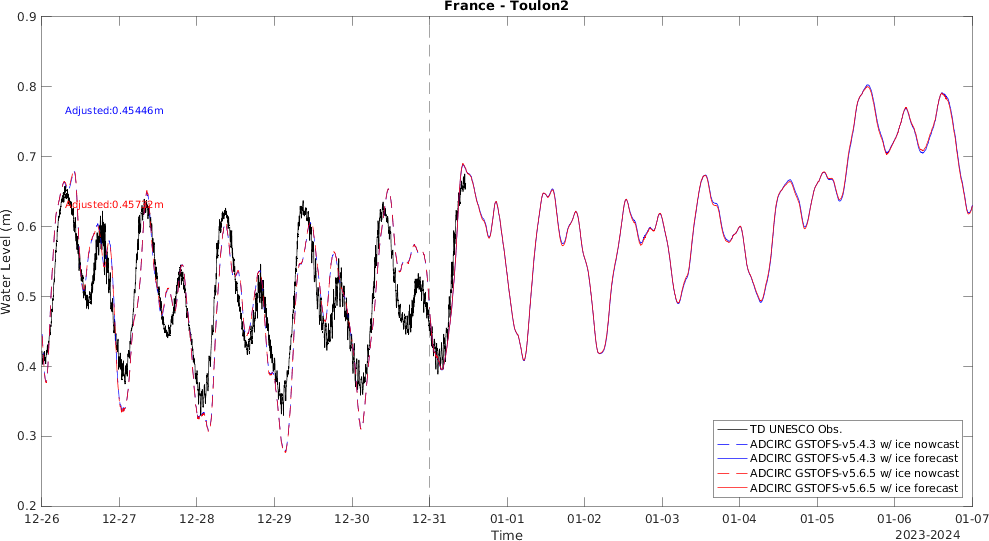 France - Toulon2
0.9
0.8
0.7
0.6
0.5
0.4
0.3
0.2
Water Level (m)
Adjusted:0.45446m
12-26
12-27
12-28
12-29
12-30
12-31
01-01
01-02
01-03
01-04
01-05
01-06
01-07
Time
2023-2024
TD UNESCO Obs.
ADCIRC GSTOFS-v5.4.3 w/ ice nowcast
ADCIRC GSTOFS-v5.4.3 w/ ice forecast
ADCIRC GSTOFS-v5.6.5 w/ ice nowcast
ADCIRC GSTOFS-v5.6.5 w/ ice forecast